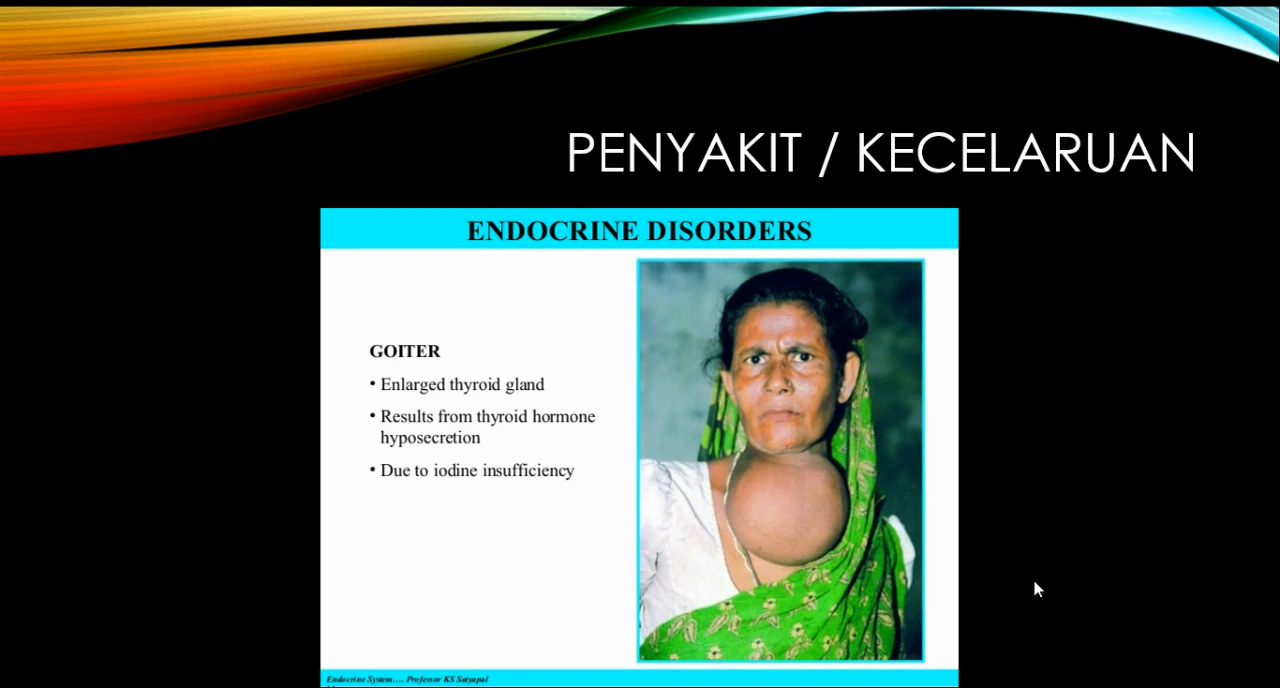 PENYAKIT / KECELARUAN
ENDOCRINE DISORDERS
GOITER
• Enlarged thyroid gland
• Results from thyroid hormone
hyposecretion
• Due to iodine insufficiency
Endocrine System.... Professor KS Satyapal